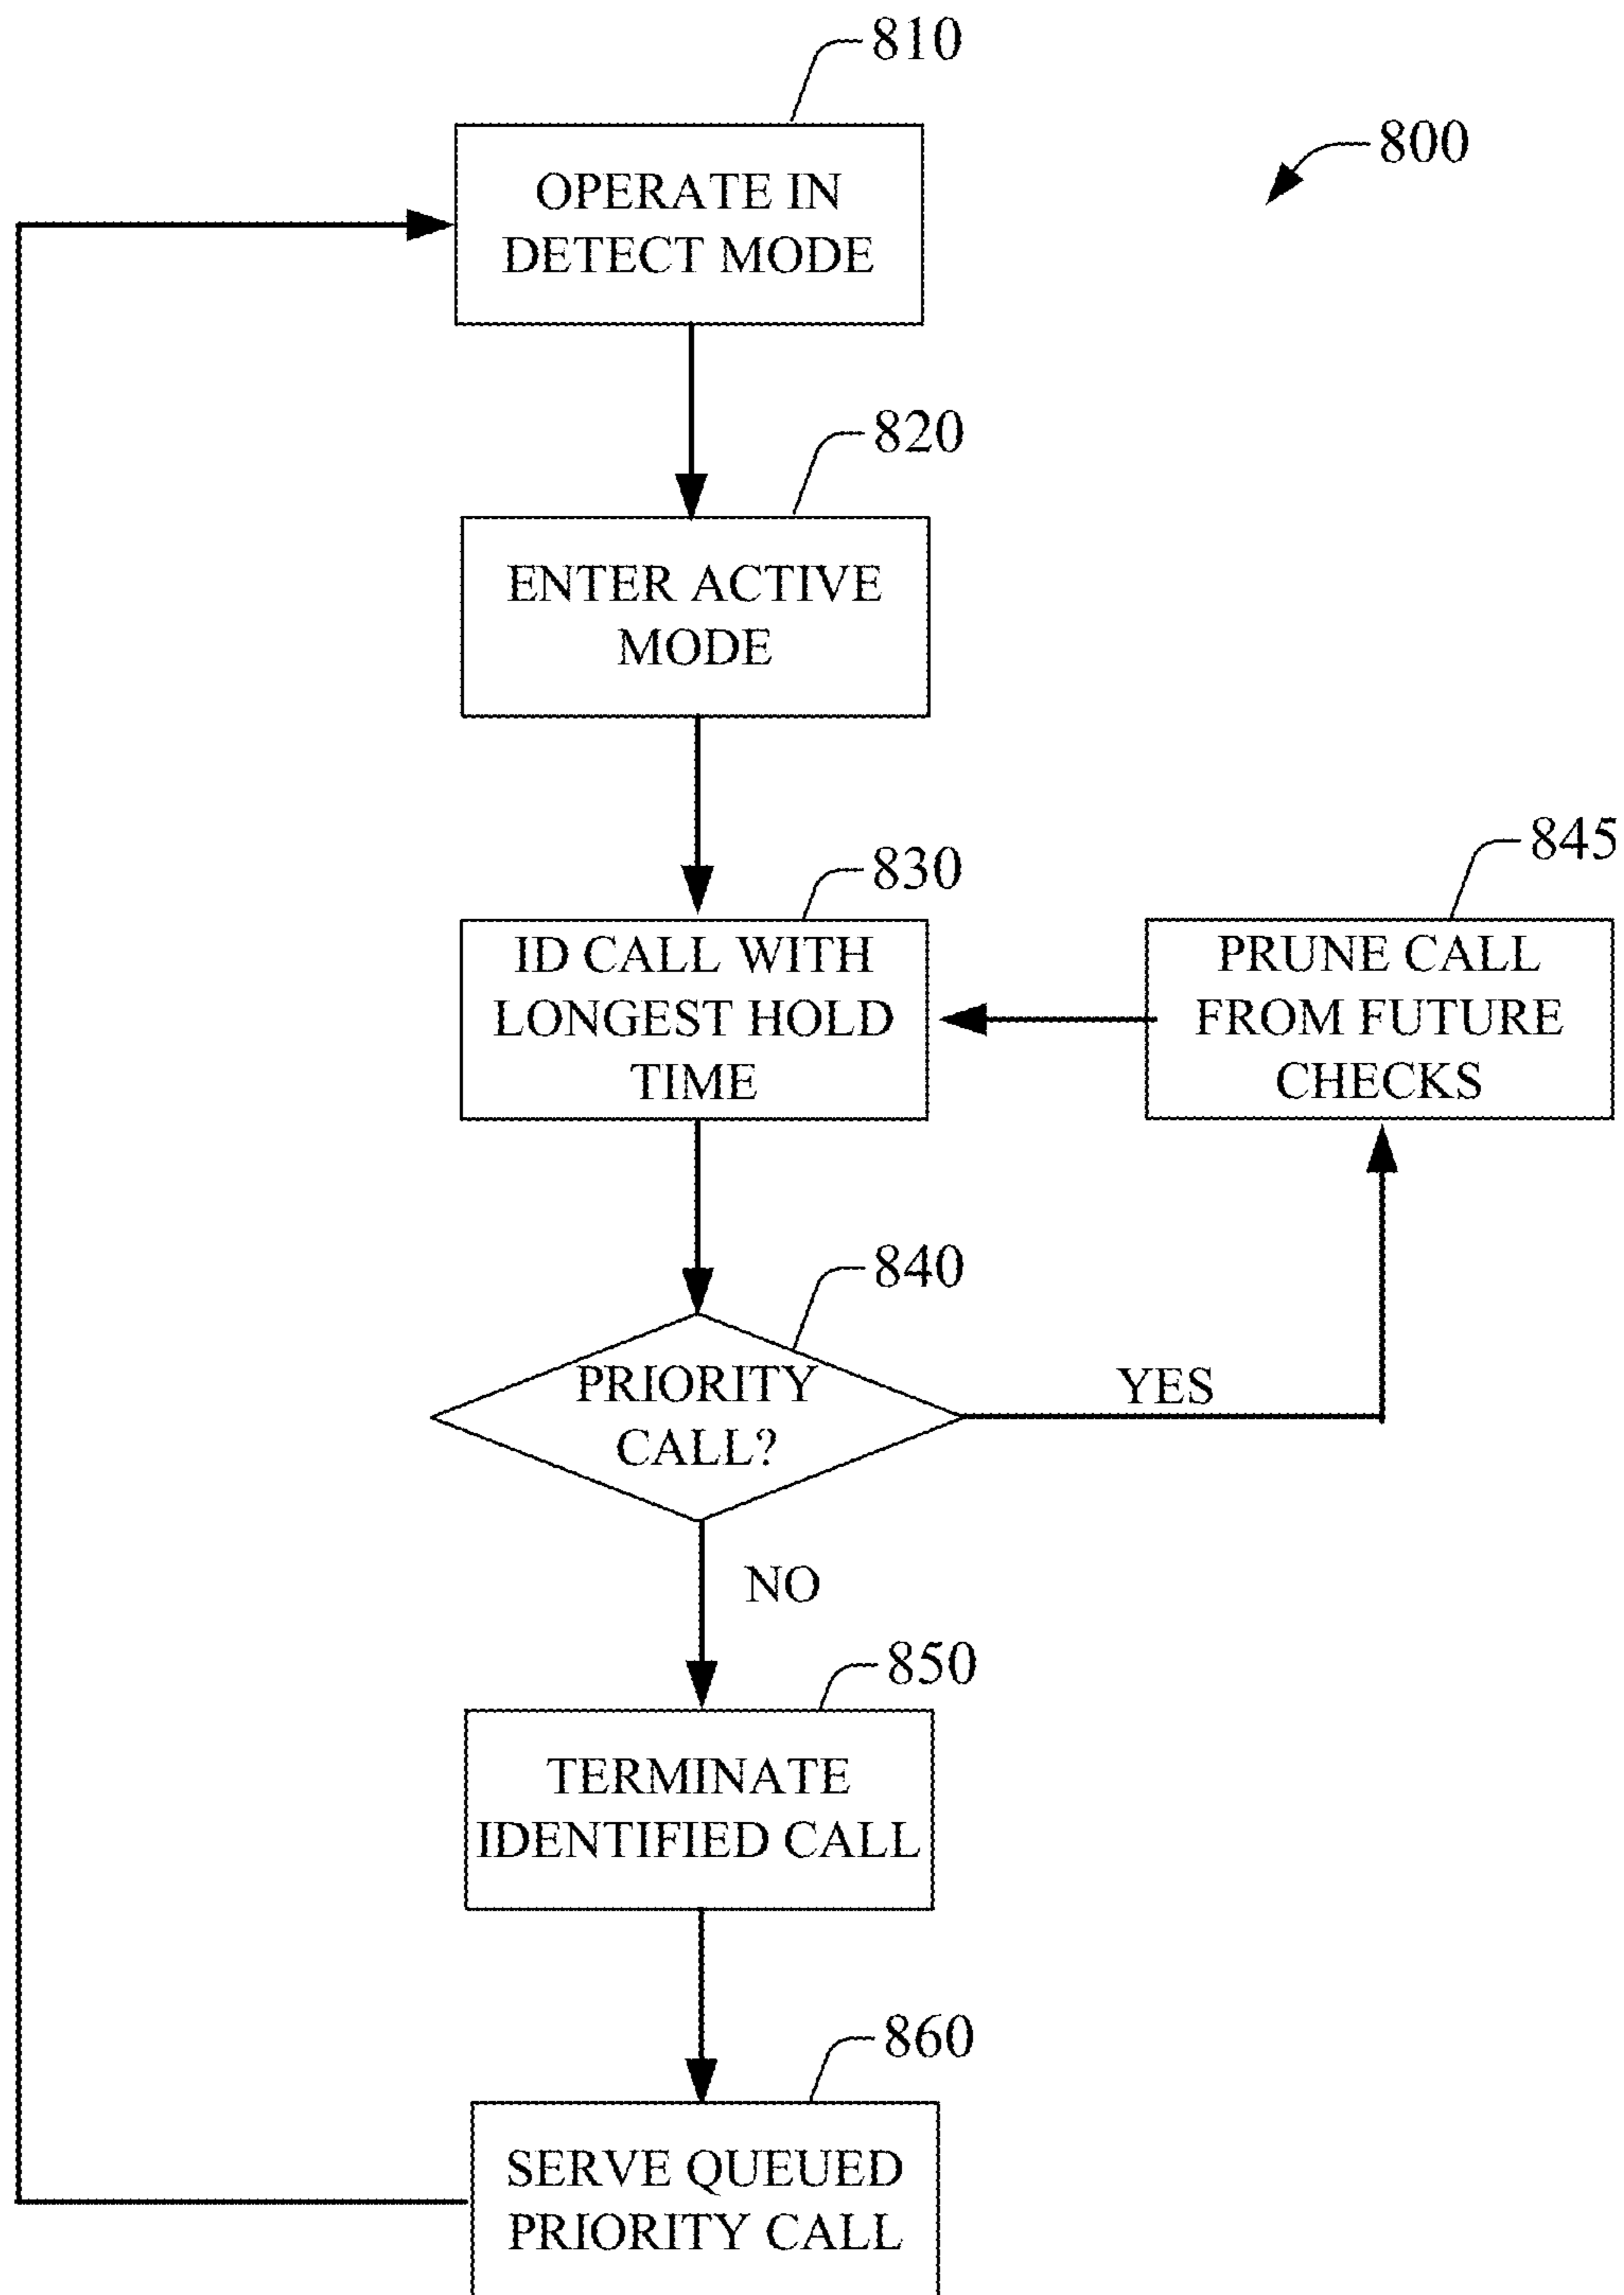 810
800
OPERATE IN
DETECT MODE
820
ENTER ACTIVE
MODE
830
845
ID CALL WITH
LONGEST HOLD
TIME
PRUNE CALL
FROM FUTURE
CHECKS
840
PRIORITY
CALL?
YES
NO
850
TERMINATE
IDENTIFIED CALL
860
SERVE QUEUED
PRIORITY CALL